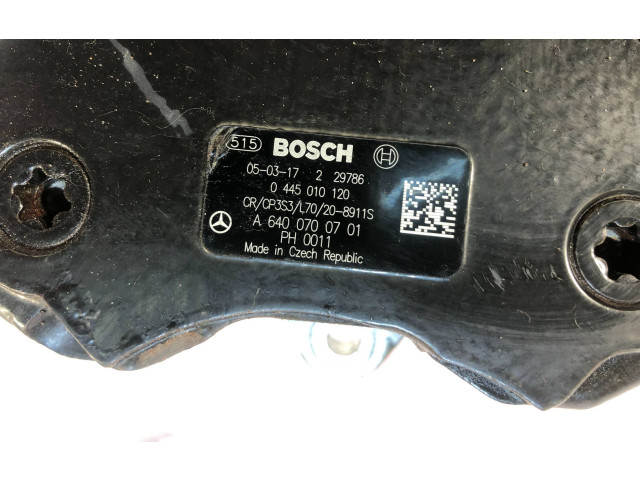 515 BOSCH
05-03-17 2 29786
0 445 010 120
CR/CP3S3/L70/20-8911S
A 640 070 07 01
PH 0011
Made in Czech Republic